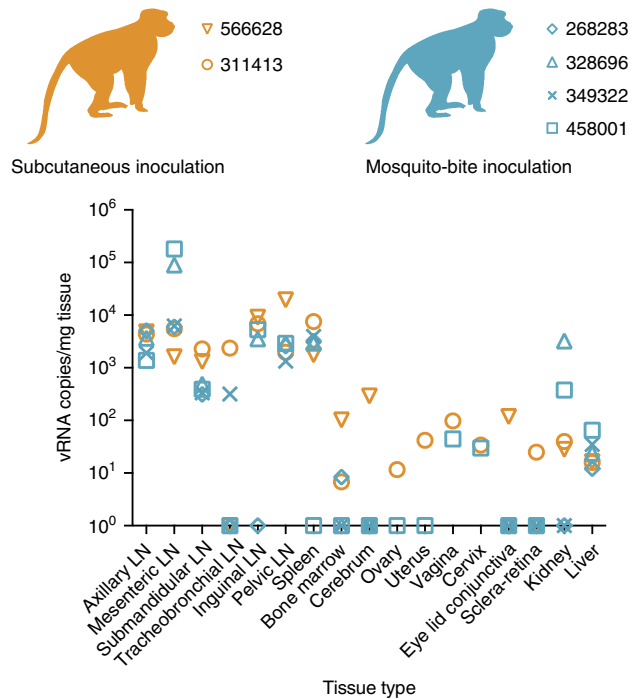 566628
311413
268283
328696
349322
458001
Subcutaneous inoculation
Mosquito-bite inoculation
10^6
10^5
10^4
10^3
10^2
10^1
10^0
vRNA copies/mg tissue
Axillary LN
Mesenteric LN
Submandidular LN
Tracheobronchial LN
Inguinal LN
Pelvic LN
Spleen
Bone marrow
Cerebrum
Ovary
Uterus
Vagina
Cervix
Eye lid conjunctiva
Sclera-retina
Kidney
Liver
Tissue type